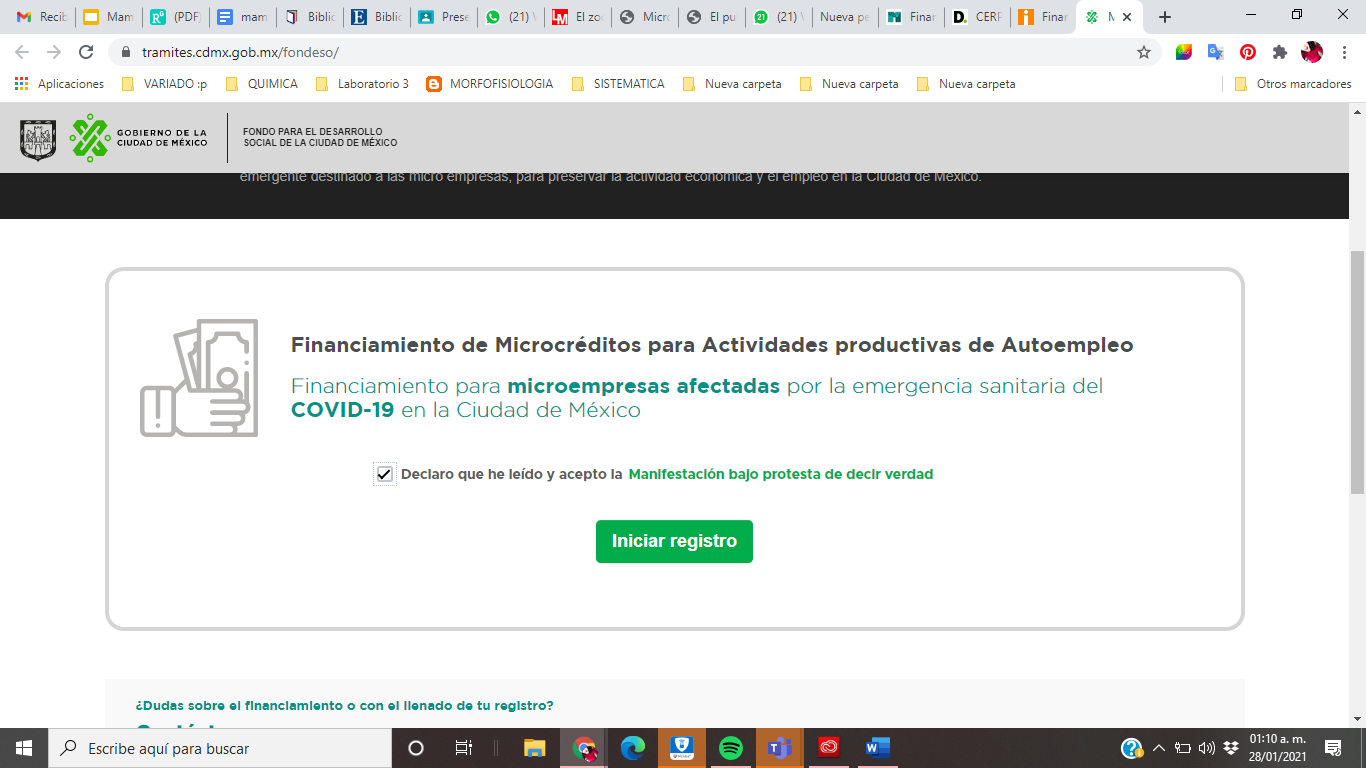 Recib
Mam
(PDF)
mam
Biblic
Biblic
Prese
(21) W
El zoo
Micro
El pu
(21) W
Nueva pe
Finar
CERF
Finar
tramites.cdmx.gob.mx/fondeso/
Aplicaciones
VARIADO :p
QUIMICA
Laboratorio 3
MORFOFISIOLOGIA
SISTEMATICA
Nueva carpeta
Nueva carpeta
Nueva carpeta
Otros marcadores
GOBIERNO DE LA
CIUDAD DE MÉXICO
FONDO PARA EL DESARROLLO
SOCIAL DE LA CIUDAD DE MÉXICO
emergente destinado a las micro empresas, para preservar la actividad económica y el empleo en la Ciudad de México.
Financiamiento de Microcréditos para Actividades productivas de Autoempleo
Financiamiento para microempresas afectadas por la emergencia sanitaria del
COVID-19 en la Ciudad de México
Declaro que he leído y acepto la Manifestación bajo protesta de decir verdad
Iniciar registro
¿Dudas sobre el financiamiento o con el llenado de tu registro?
Escribe aquí para buscar
01:10 a. m.
28/01/2021